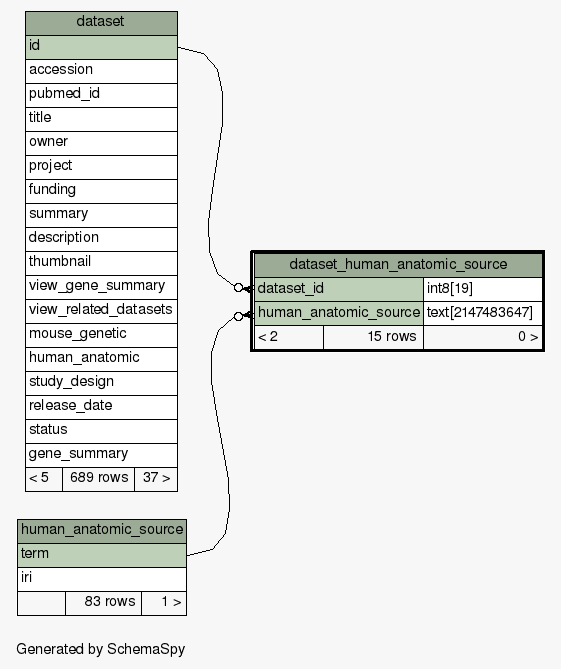 dataset
id
accession
pubmed_id
title
owner
project
funding
summary
description
thumbnail
view_gene_summary
view_related_datasets
mouse_genetic
human_anatomic
study_design
release_date
status
gene_summary
< 5 689 rows 37 >
dataset_human_anatomic_source
dataset_id int8[19]
human_anatomic_source text[2147483647]
< 2 15 rows 0 >
human_anatomic_source
term
iri
83 rows 1 >
Generated by SchemaSpy